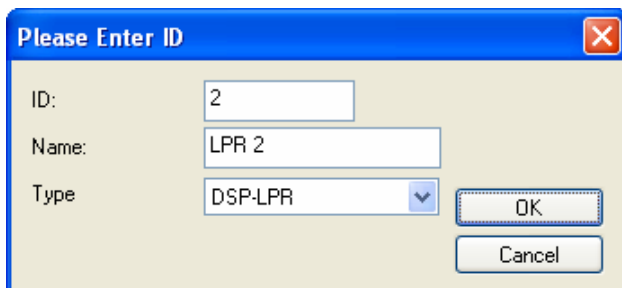 Please Enter ID
ID: 2
Name: LPR 2
Type DSP-LPR
OK
Cancel